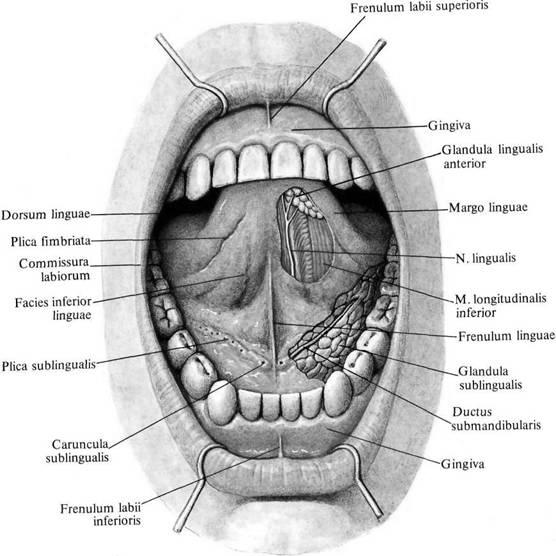 Frenulum labii superioris
Gingiva
Glandula lingualis
anterior
Margo linguae
N. lingualis
M. longitudinalis
inferior
Frenulum linguae
Glandula
sublingualis
Ductus
submandibularis
Gingiva
Dorsum linguae
Plica fimbriata
Commissura
labiorum
Facies inferior
linguae
Plica sublingualis
Caruncula
sublingualis
Frenulum labii
inferioris